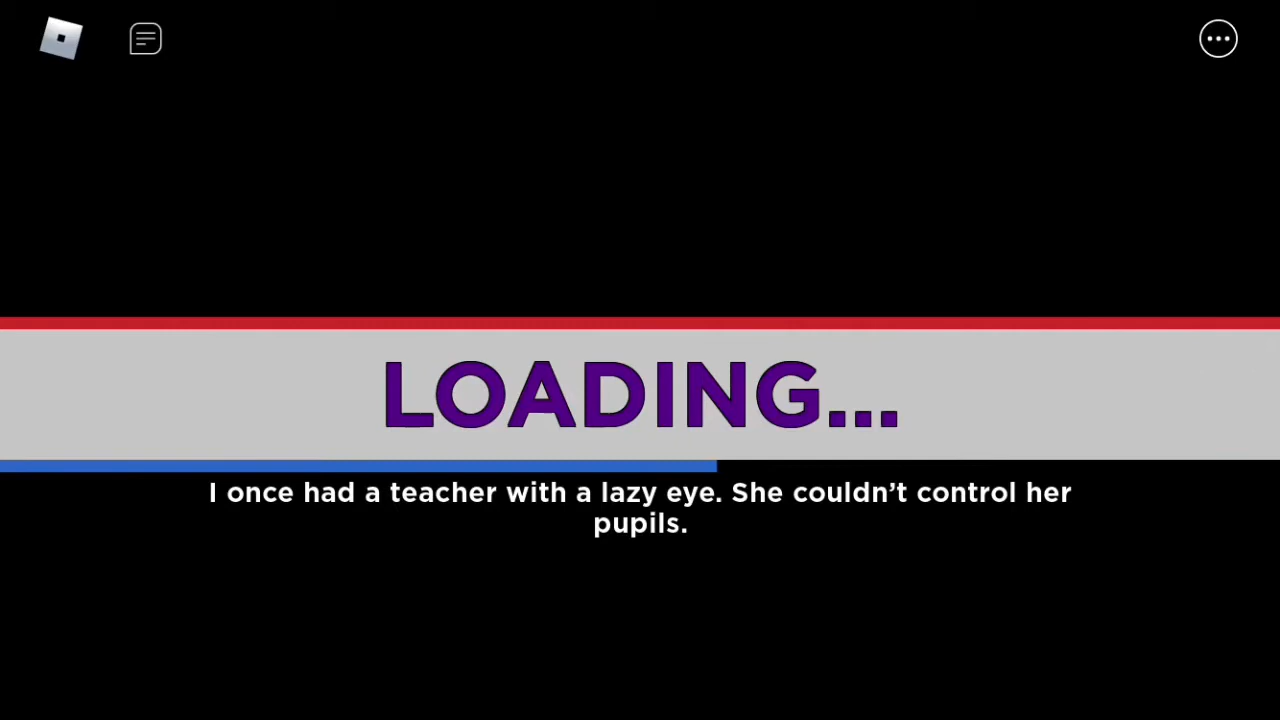 LOADING...
I once had a teacher with a lazy eye. She couldn’t control her
pupils.